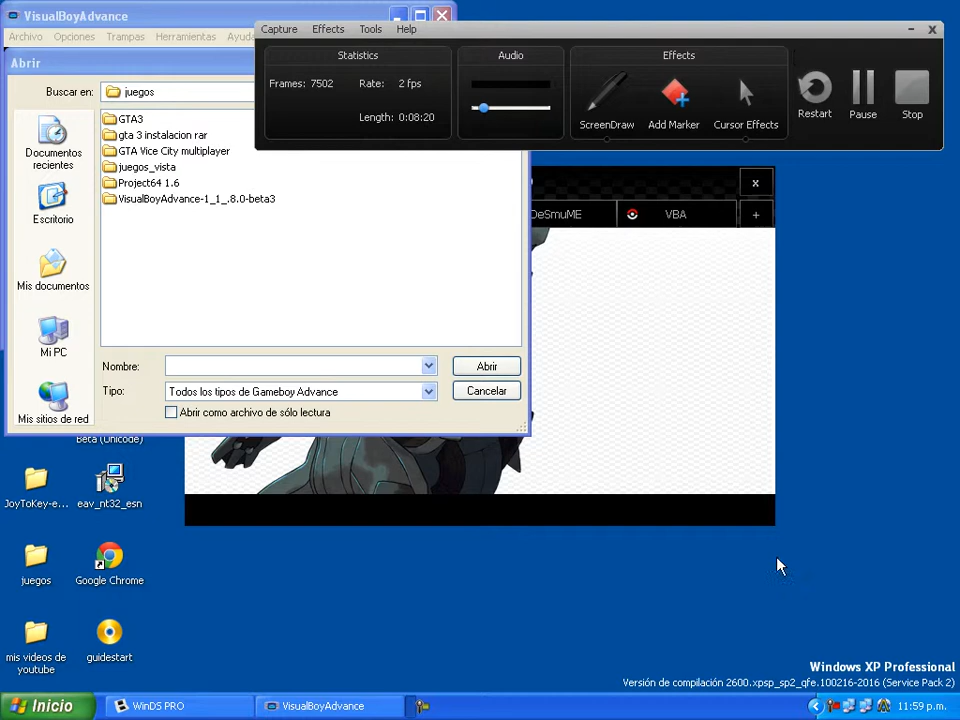 VisualBoyAdvance
Archivo Opciones Trampas Herramientas Ayuda
Capture Effects Tools Help
Statistics
Frames: 7502 Rate: 2 fps
Length: 0:08:20
Audio
Effects
ScreenDraw Add Marker Cursor Effects
Restart Pause Stop
Abrir
Buscar en: juegos
Documentos recientes
Escritorio
Mis documentos
Mi PC
Mis sitios de red
GTA3
gta 3 instalacion rar
GTA Vice City multiplayer
juegos_vista
Project64 1.6
VisualBoyAdvance-1_1_.8.0-beta3
Nombre: Abrir
Tipo: Todos los tipos de Gameboy Advance Cancelar
Abrir como archivo de sólo lectura
DeSmuME VBA +
x
Beta (Unicode)
JoyToKey-e... eav_nt32_esn
juegos Google Chrome
mis videos de youtube guidestart
Windows XP Professional
Versión de compilación 2600.xpsp_sp2_qfe.100216-2016 (Service Pack 2)
Inicio WinDS PRO VisualBoyAdvance 11:59 p.m.